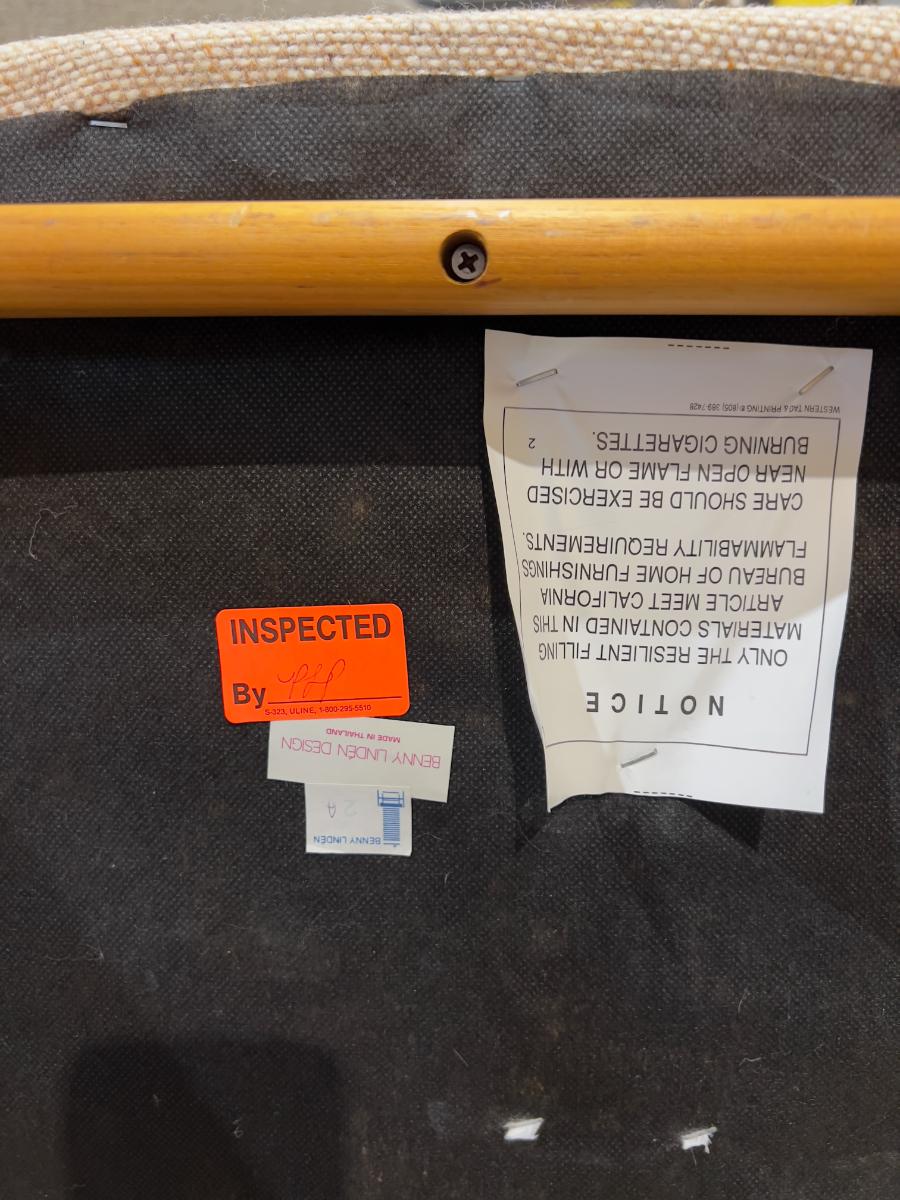 INSPECTED
By
S-323, ULINE, 1-800-295-5510
BENNY LINDÉN DESIGN
MADE IN THAILAND
BENNY LINDÉN
2 A
NOTICE
ONLY THE RESILIENT FILLING
MATERIALS CONTAINED IN THIS
ARTICLE MEET CALIFORNIA
BUREAU OF HOME FURNISHINGS
FLAMMABILITY REQUIREMENTS.
CARE SHOULD BE EXERCISED
NEAR OPEN FLAME OR WITH
BURNING CIGARETTES. 2
WESTERN TAG & PRINTING ® (805) 389-7428